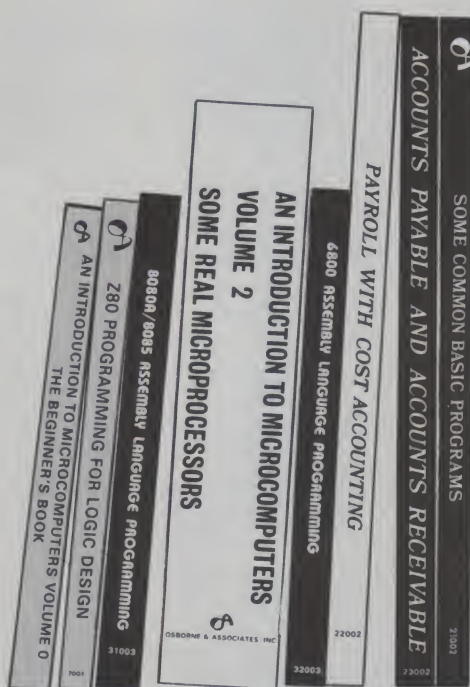 AN INTRODUCTION TO MICROCOMPUTERS VOLUME 0
THE BEGINNER'S BOOK
7001
Z80 PROGRAMMING FOR LOGIC DESIGN
8080A/8085 ASSEMBLY LANGUAGE PROGRAMMING
31003
AN INTRODUCTION TO MICROCOMPUTERS
VOLUME 2
SOME REAL MICROPROCESSORS
OSBORNE & ASSOCIATES INC
6800 ASSEMBLY LANGUAGE PROGRAMMING
32003
PAYROLL WITH COST ACCOUNTING
22002
ACCOUNTS PAYABLE AND ACCOUNTS RECEIVABLE
23002
SOME COMMON BASIC PROGRAMS
21002